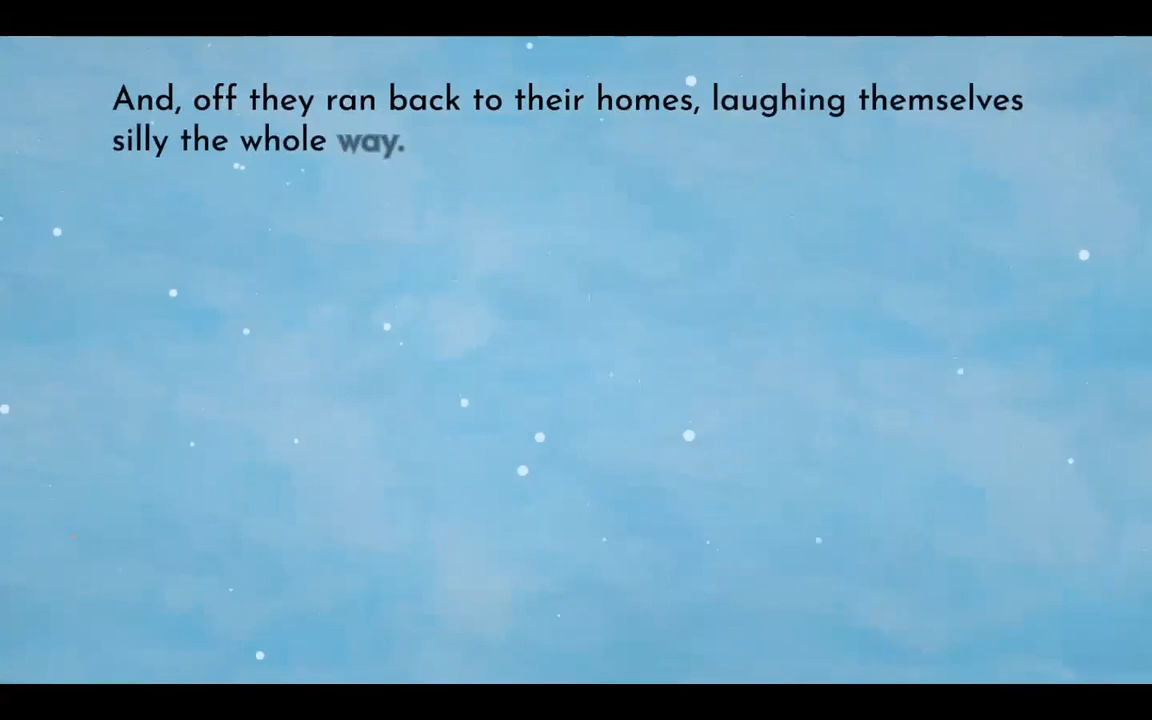 And, off they ran back to their homes, laughing themselves
silly the whole way.